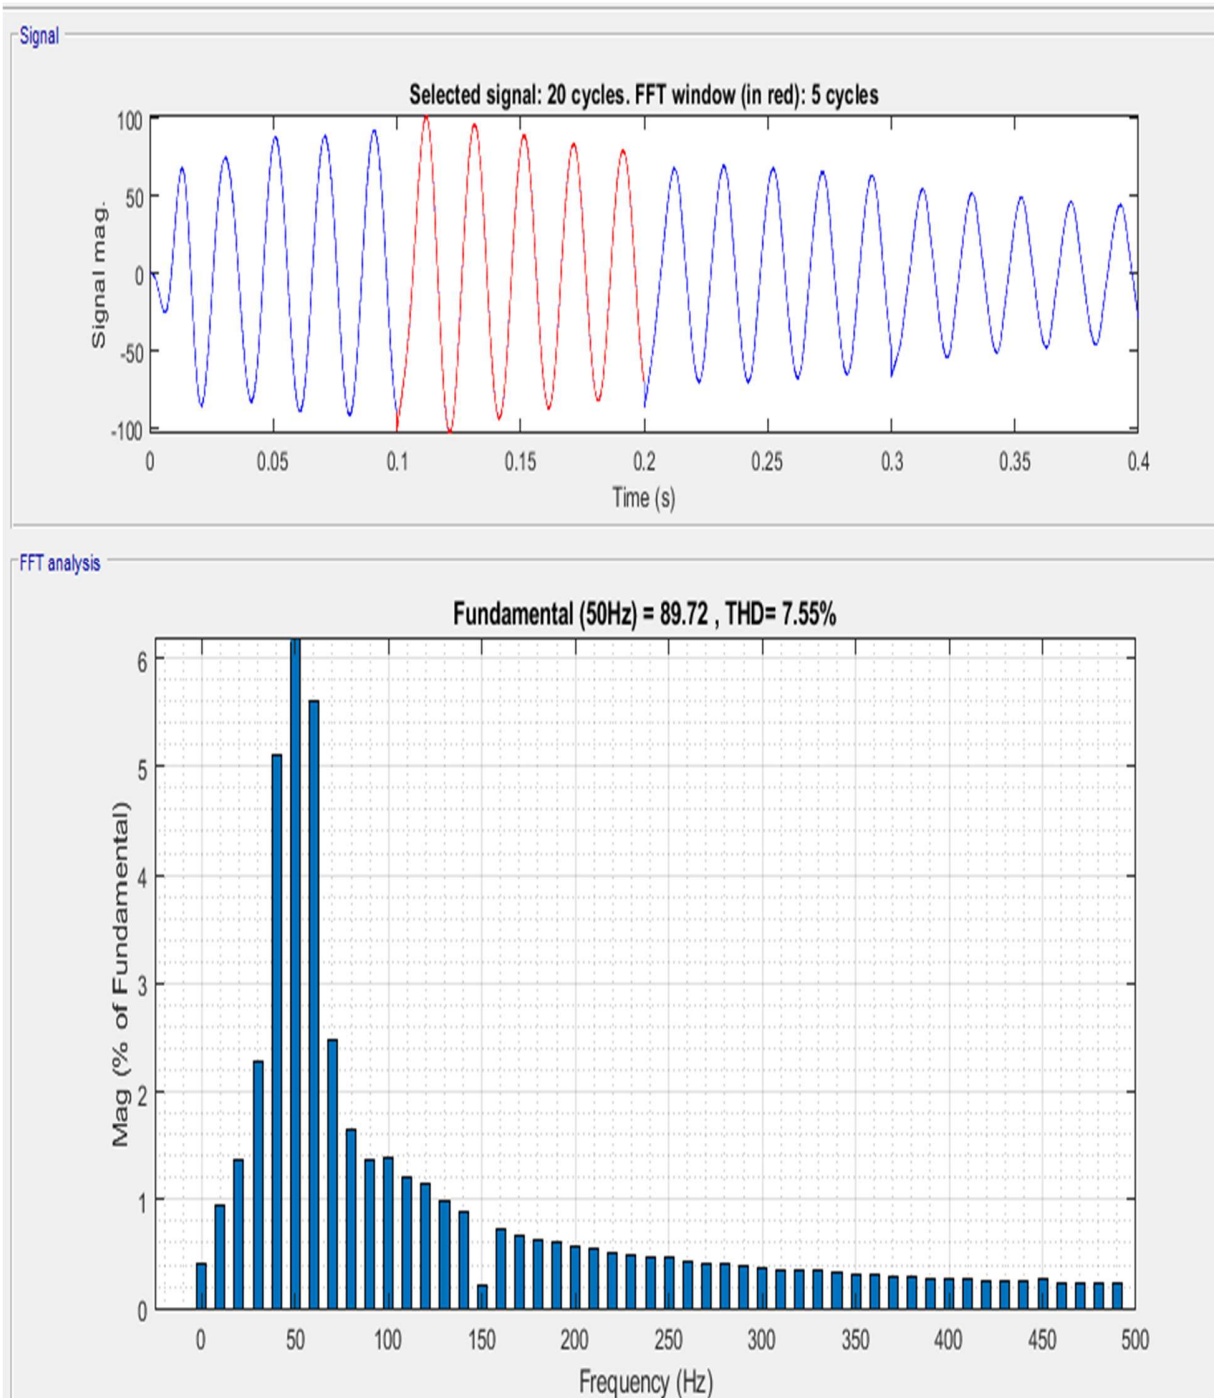 Signal
Selected signal: 20 cycles. FFT window (in red): 5 cycles
100
50
0
-50
-100
Signal mag.
0 0.05 0.1 0.15 0.2 0.25 0.3 0.35 0.4
Time (s)
FFT analysis
Fundamental (50Hz) = 89.72 , THD= 7.55%
6
5
4
3
2
1
0
Mag (% of Fundamental)
0 50 100 150 200 250 300 350 400 450 500
Frequency (Hz)